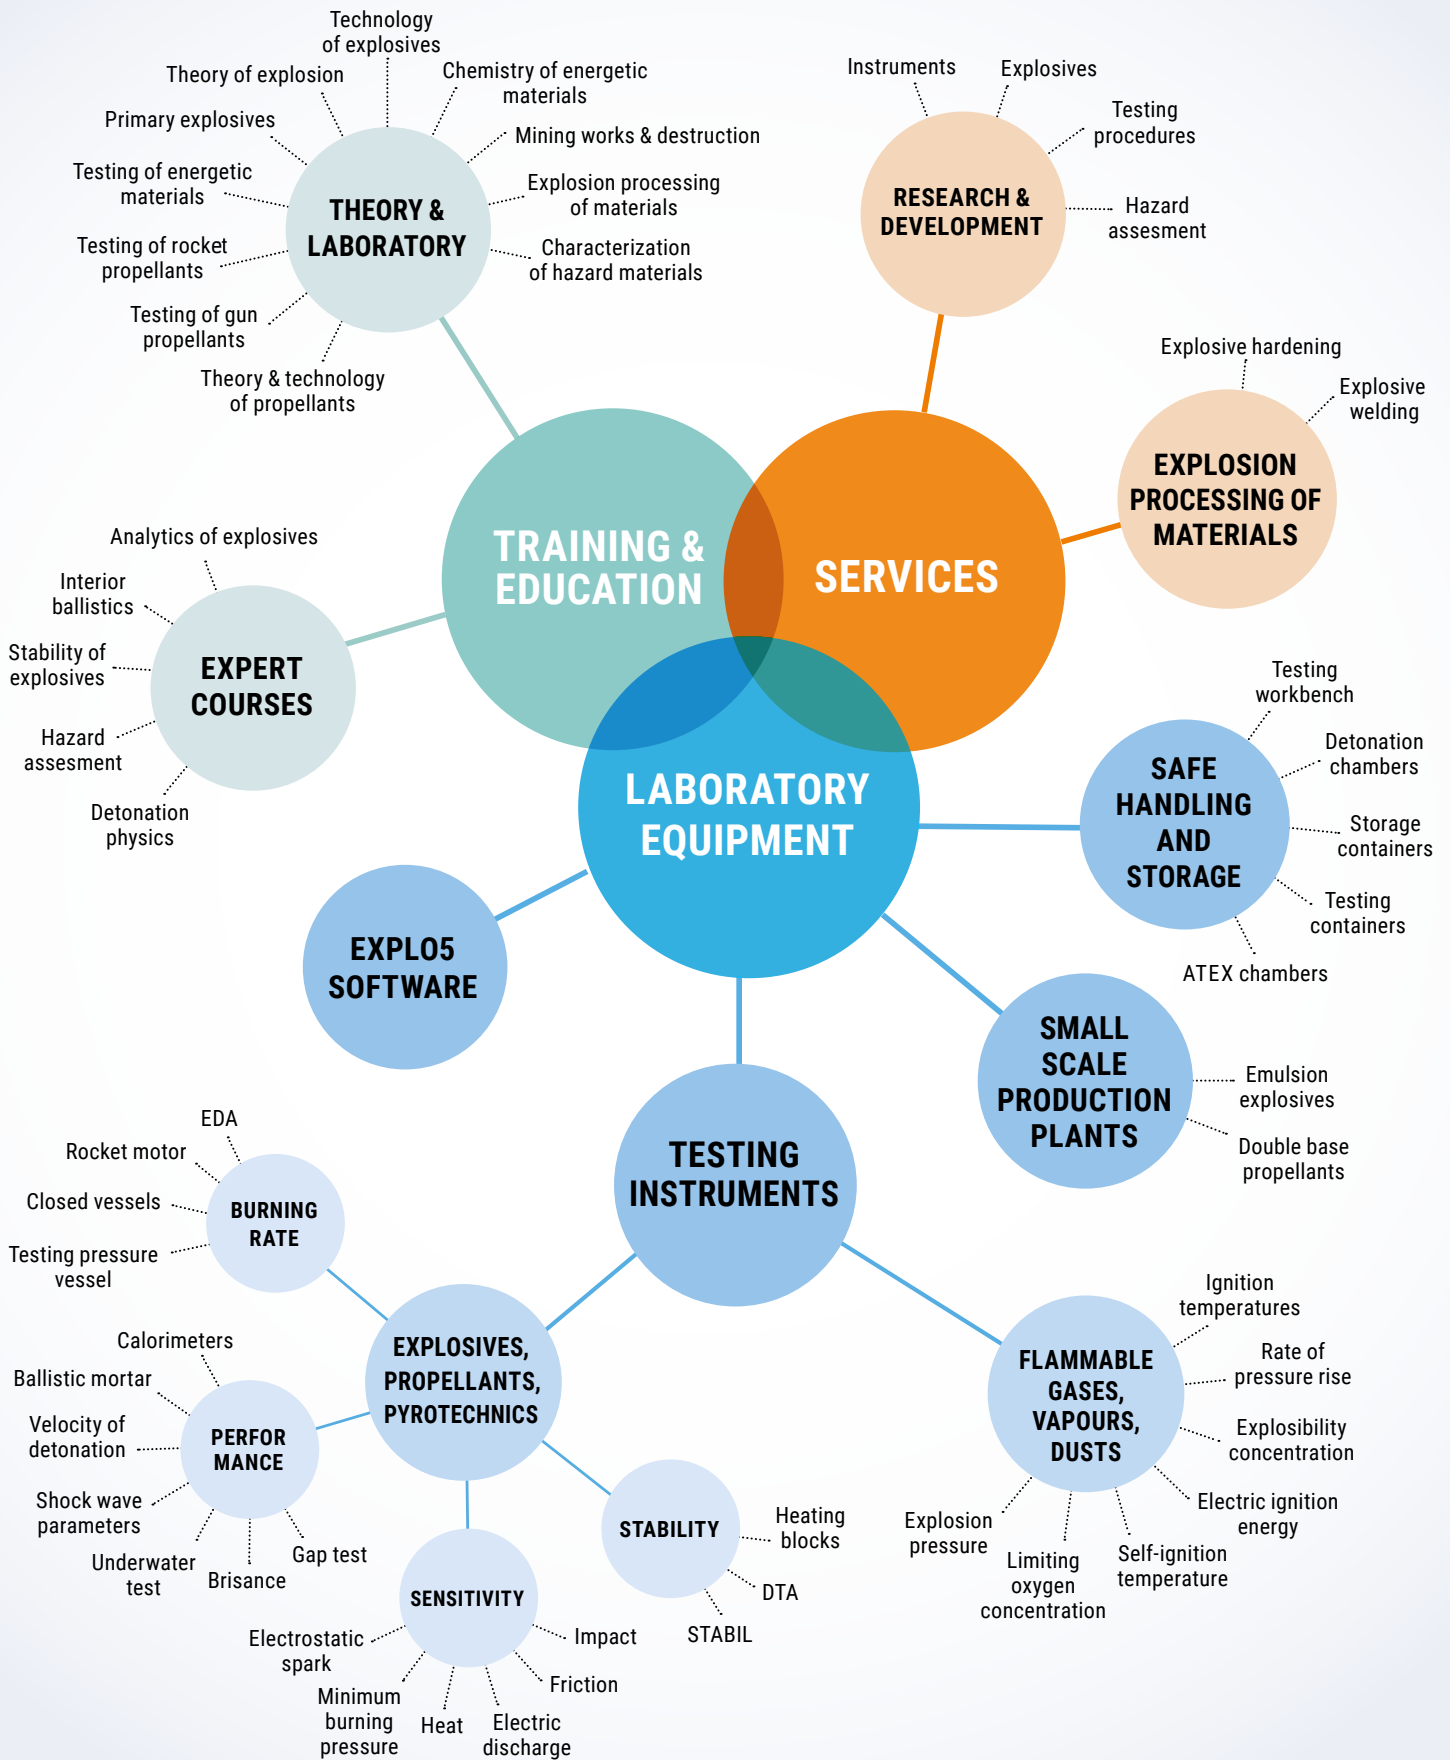 Technology
of explosives
Theory of explosion
Chemistry of energetic
materials
Primary explosives
Mining works & destruction
Testing of energetic
materials
Explosion processing
of materials
THEORY &
LABORATORY
Testing of rocket
propellants
Characterization
of hazard materials
Testing of gun
propellants
Theory & technology
of propellants
Instruments
Explosives
Testing
procedures
RESEARCH &
DEVELOPMENT
Hazard
assesment
Explosive hardening
Explosive
welding
EXPLOSION
PROCESSING OF
MATERIALS
TRAINING &
EDUCATION
SERVICES
LABORATORY
EQUIPMENT
Analytics of explosives
Interior
ballistics
Stability of
explosives
EXPERT
COURSES
Hazard
assesment
Detonation
physics
Testing
workbench
Detonation
chambers
SAFE
HANDLING
AND
STORAGE
Storage
containers
Testing
containers
ATEX chambers
EXPLO5
SOFTWARE
SMALL
SCALE
PRODUCTION
PLANTS
Emulsion
explosives
Double base
propellants
TESTING
INSTRUMENTS
EDA
Rocket motor
Closed vessels
BURNING
RATE
Testing pressure
vessel
EXPLOSIVES,
PROPELLANTS,
PYROTECHNICS
Calorimeters
Ballistic mortar
Velocity of
detonation
PERFOR
MANCE
Shock wave
parameters
Underwater
test
Brisance
Gap test
STABILITY
Heating
blocks
DTA
STABIL
SENSITIVITY
Electrostatic
spark
Minimum
burning
pressure
Heat
Electric
discharge
Friction
Impact
Ignition
temperatures
FLAMMABLE
GASES,
VAPOURS,
DUSTS
Rate of
pressure rise
Explosibility
concentration
Electric ignition
energy
Self-ignition
temperature
Limiting
oxygen
concentration
Explosion
pressure